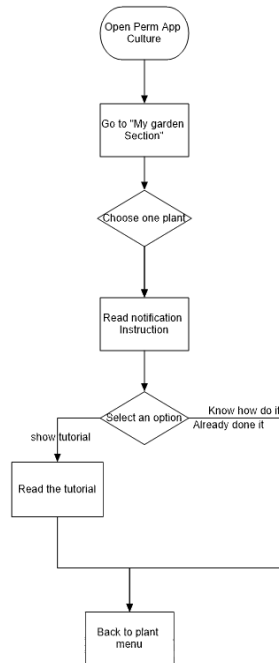 Open Perm App
Culture
Go to "My garden
Section"
Choose one plant
Read notification
Instruction
Select an option
Know how do it
Already done it
show tutorial
Read the tutorial
Back to plant
menu